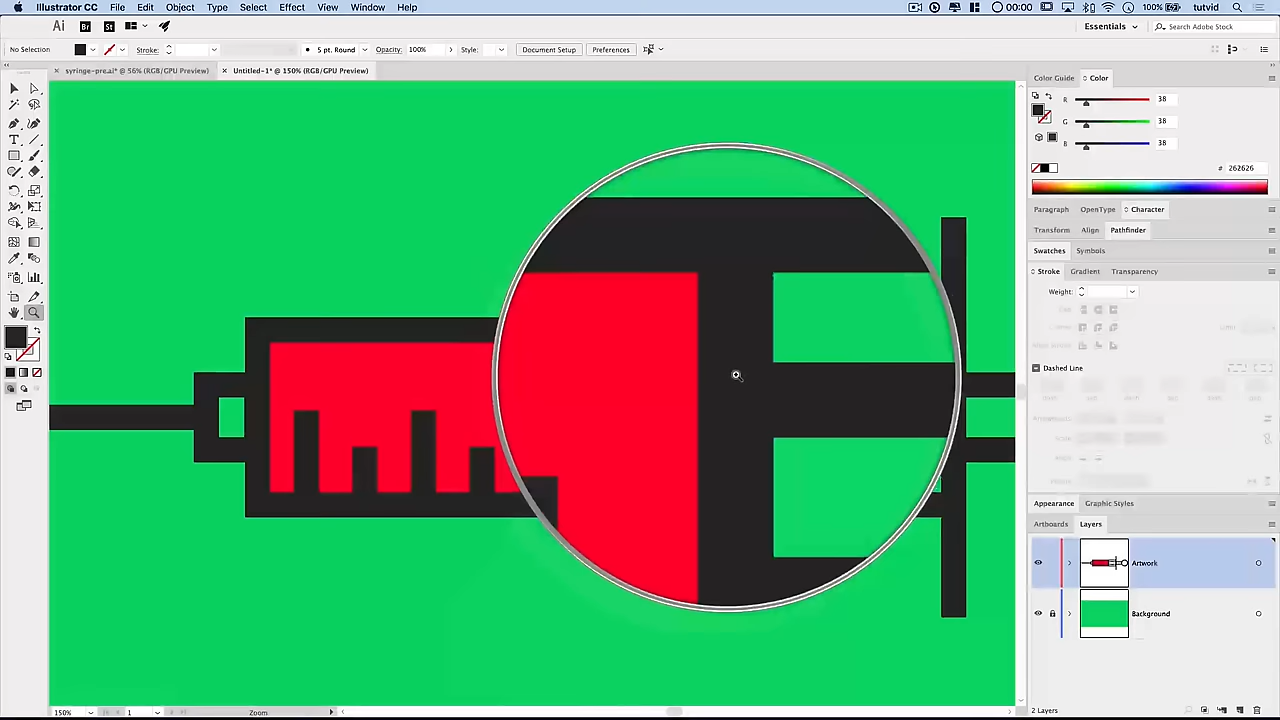 Illustrator CC File Edit Object Type Select Effect View Window Help 00:00 100% tutvid
Ai Br St Essentials Search Adobe Stock
No Selection Stroke: 5 pt. Round Opacity: 100% Style: Document Setup Preferences
× syringe-pre.ai* @ 56% (RGB/GPU Preview) × Untitled-1* @ 150% (RGB/GPU Preview)
Color Guide Color
R 38
G 38
B 38
# 262626
Paragraph OpenType Character
Transform Align Pathfinder
Swatches Symbols
Stroke Gradient Transparency
Weight:
Dashed Line
Appearance Graphic Styles
Artboards Layers
Artwork
Background
150% 1 Zoom
2 Layers